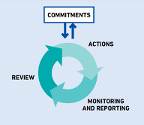 COMMITMENTS
ACTIONS
REVIEW
MONITORING
AND REPORTING